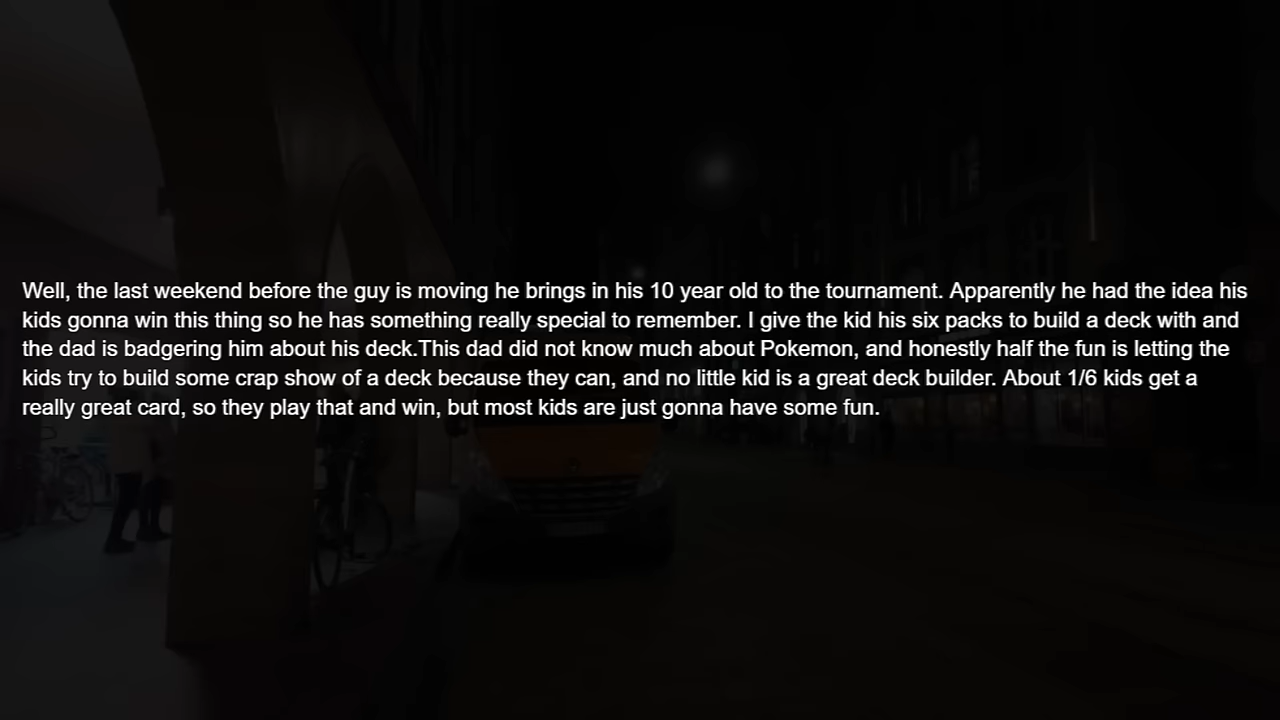 Well, the last weekend before the guy is moving he brings in his 10 year old to the tournament. Apparently he had the idea his
kids gonna win this thing so he has something really special to remember. I give the kid his six packs to build a deck with and
the dad is badgering him about his deck.This dad did not know much about Pokemon, and honestly half the fun is letting the
kids try to build some crap show of a deck because they can, and no little kid is a great deck builder. About 1/6 kids get a
really great card, so they play that and win, but most kids are just gonna have some fun.